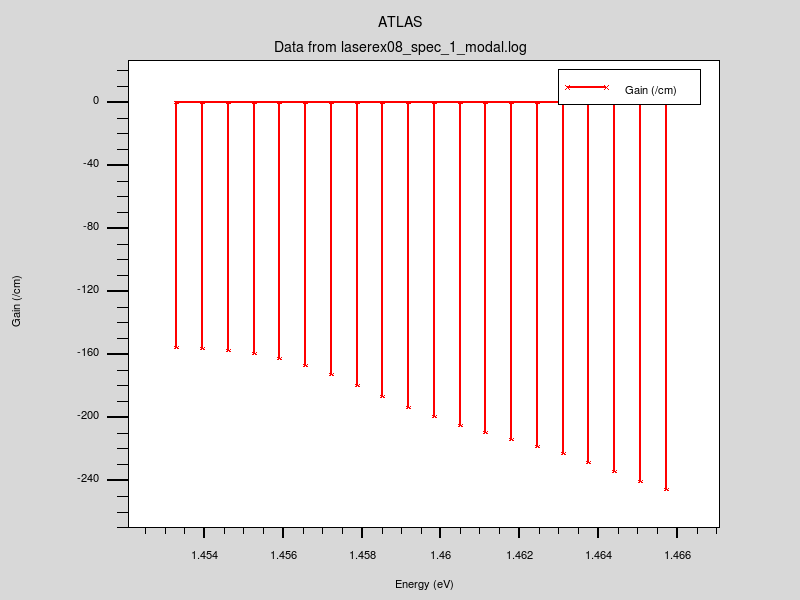 ATLAS
Data from laserex08_spec_1_modal.log
Gain (/cm)
0
-40
-80
-120
-160
-200
-240
Gain (/cm)
1.454 1.456 1.458 1.46 1.462 1.464 1.466
Energy (eV)